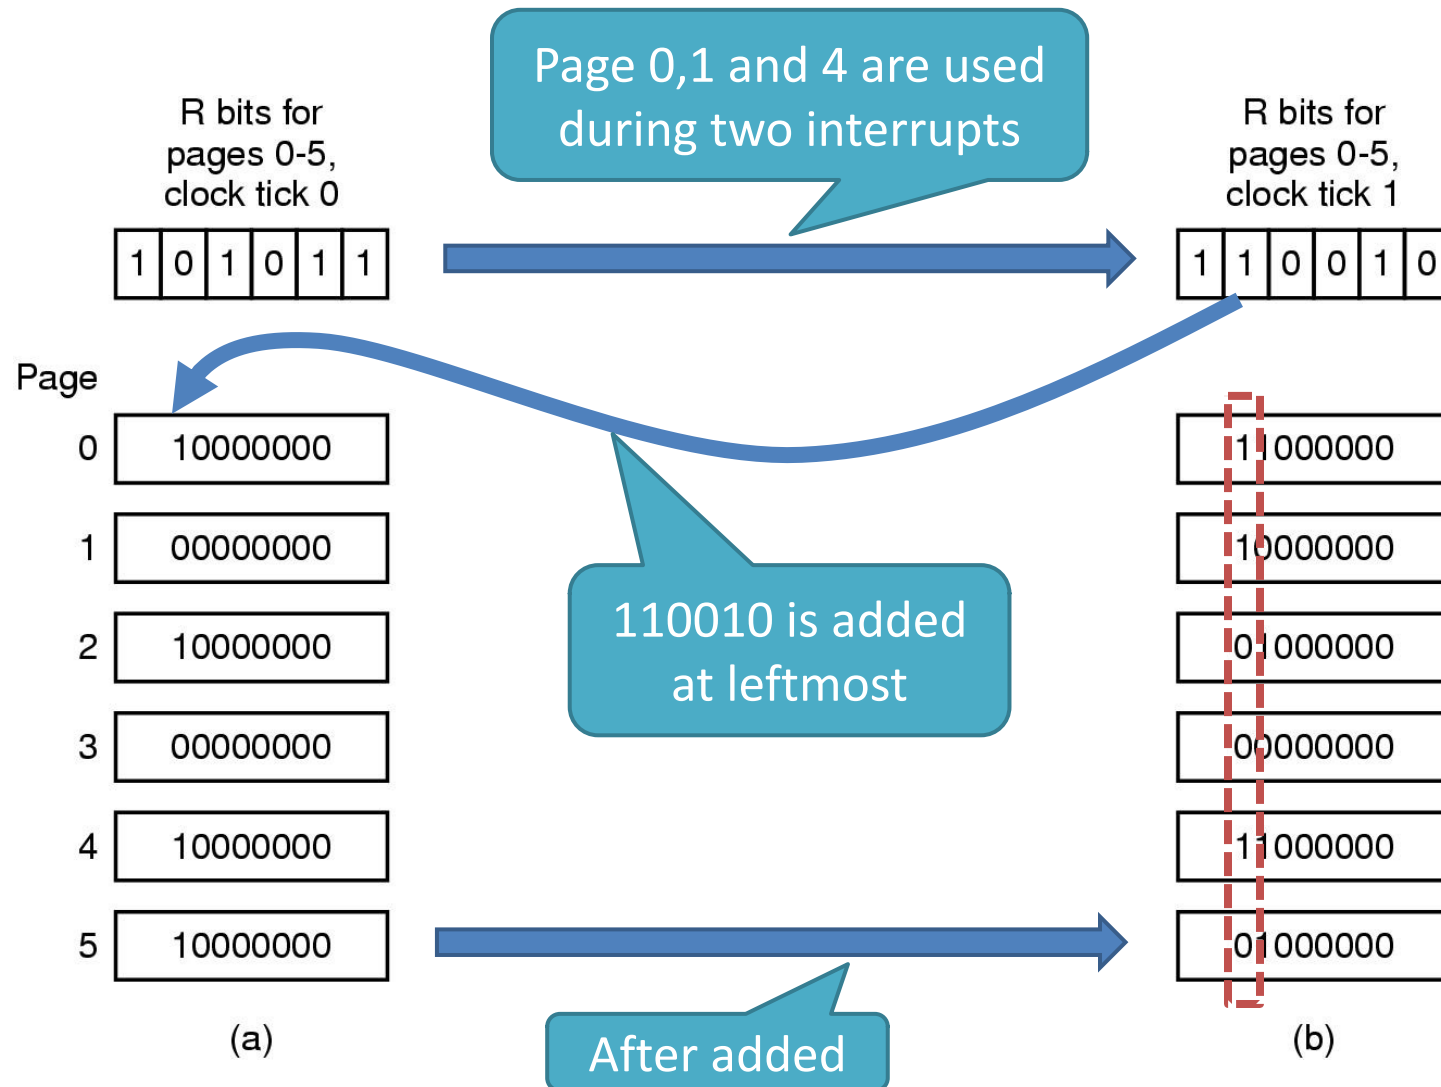 Page 0,1 and 4 are used
during two interrupts
R bits for
pages 0-5,
clock tick 0
R bits for
pages 0-5,
clock tick 1
1 0 1 0 1 1
1 1 0 0 1 0
Page
0 10000000
11000000
1 00000000
10000000
110010 is added
at leftmost
2 10000000
01000000
3 00000000
00000000
4 10000000
11000000
5 10000000
01000000
(a)
(b)
After added